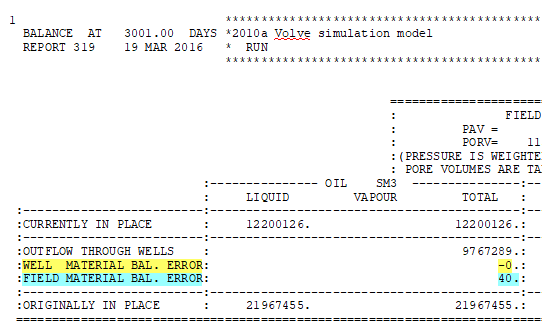 1 ******************************************
BALANCE AT 3001.00 DAYS *2010a Volve simulation model
REPORT 319 19 MAR 2016 * RUN
******************************************
======================
: FIELD
: PAV =
: PORV= 11
:(PRESSURE IS WEIGHTE
: PORE VOLUMES ARE TA
:--------------- OIL SM3 ---------------:--
: LIQUID VAPOUR TOTAL :
:-------------------------:---------------------------------------:--
:CURRENTLY IN PLACE : 12200126. 12200126.:
:-------------------------:---------------------------------------:--
:OUTFLOW THROUGH WELLS : 9767289.:
:WELL MATERIAL BAL. ERROR: -0.:
:FIELD MATERIAL BAL. ERROR: 40.:
:-------------------------:---------------------------------------:--
:ORIGINALLY IN PLACE : 21967455. 21967455.:
==========================================================================